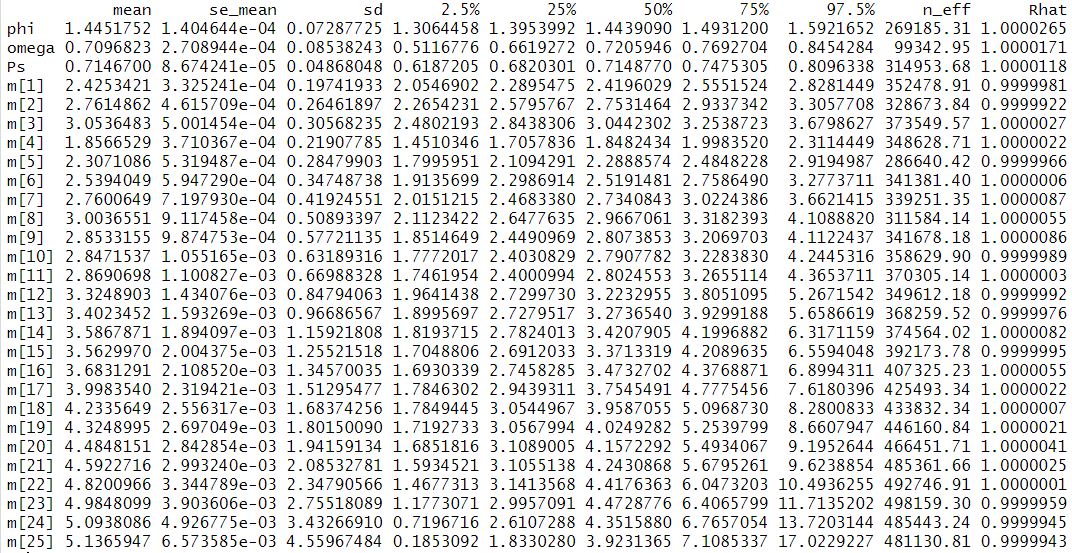 mean se_mean sd 2.5% 25% 50% 75% 97.5% n_eff Rhat
phi 1.4451752 1.404644e-04 0.07287725 1.3064458 1.3953992 1.4439090 1.4931200 1.5921652 269185.31 1.0000265
omega 0.7096823 2.708944e-04 0.08538243 0.5116776 0.6619272 0.7205946 0.7692704 0.8454284 99342.95 1.0000171
Ps 0.7146700 8.674241e-05 0.04868048 0.6187205 0.6820301 0.7148770 0.7475305 0.8096338 314953.68 1.0000118
m[1] 2.4253421 3.325241e-04 0.19741933 2.0546902 2.2895475 2.4196029 2.5551524 2.8281449 352478.91 0.9999981
m[2] 2.7614862 4.615709e-04 0.26461897 2.2654231 2.5795767 2.7531464 2.9337342 3.3057708 328673.84 0.9999922
m[3] 3.0536483 5.001454e-04 0.30568235 2.4802193 2.8438306 3.0442302 3.2538723 3.6798627 373549.57 1.0000027
m[4] 1.8566529 3.710367e-04 0.21907785 1.4510346 1.7057836 1.8482434 1.9983520 2.3114449 348628.71 1.0000022
m[5] 2.3071086 5.319487e-04 0.28479903 1.7995951 2.1094291 2.2888574 2.4848228 2.9194987 286640.42 0.9999966
m[6] 2.5394049 5.947290e-04 0.34748738 1.9135699 2.2986914 2.5191481 2.7586490 3.2773711 341381.40 1.0000006
m[7] 2.7600649 7.197930e-04 0.41924551 2.0151215 2.4683380 2.7340843 3.0224386 3.6621415 339251.35 1.0000087
m[8] 3.0036551 9.117458e-04 0.50893397 2.1123422 2.6477635 2.9667061 3.3182393 4.1088820 311584.14 1.0000055
m[9] 2.8533155 9.874753e-04 0.57721135 1.8514649 2.4490969 2.8073853 3.2069703 4.1122437 341678.18 1.0000086
m[10] 2.8471537 1.055165e-03 0.63189316 1.7772017 2.4030829 2.7907782 3.2283830 4.2445316 358629.90 0.9999989
m[11] 2.8690698 1.100827e-03 0.66988328 1.7461954 2.4000994 2.8024553 3.2655114 4.3653711 370305.14 1.0000003
m[12] 3.3248903 1.434076e-03 0.84794063 1.9641438 2.7299730 3.2232955 3.8051095 5.2671542 349612.18 0.9999992
m[13] 3.4023452 1.593269e-03 0.96686567 1.8995697 2.7279517 3.2736540 3.9299188 5.6586619 368259.52 0.9999976
m[14] 3.5867871 1.894097e-03 1.15921808 1.8193715 2.7824013 3.4207905 4.1996882 6.3171159 374564.02 1.0000082
m[15] 3.5629970 2.004375e-03 1.25521518 1.7048806 2.6912033 3.3713319 4.2089635 6.5594048 392173.78 0.9999995
m[16] 3.6831291 2.108520e-03 1.34570035 1.6930339 2.7458285 3.4732702 4.3768871 6.8994311 407325.23 1.0000055
m[17] 3.9983540 2.319421e-03 1.51295477 1.7846302 2.9439311 3.7545491 4.7775456 7.6180396 425493.34 1.0000022
m[18] 4.2335649 2.556317e-03 1.68374256 1.7849445 3.0544967 3.9587055 5.0968730 8.2800833 433832.34 1.0000007
m[19] 4.3248995 2.697049e-03 1.80150090 1.7192733 3.0567994 4.0249282 5.2539799 8.6607947 446160.84 1.0000021
m[20] 4.4848151 2.842854e-03 1.94159134 1.6851816 3.1089005 4.1572292 5.4934067 9.1952644 466451.71 1.0000041
m[21] 4.5922716 2.993240e-03 2.08532781 1.5934521 3.1055138 4.2430868 5.6795261 9.6238854 485361.66 1.0000025
m[22] 4.8200966 3.344789e-03 2.34790566 1.4677313 3.1413568 4.4176363 6.0473203 10.4936255 492746.91 1.0000001
m[23] 4.9848099 3.903606e-03 2.75518089 1.1773071 2.9957091 4.4728776 6.4065799 11.7135202 498159.30 0.9999959
m[24] 5.0938086 4.926775e-03 3.43266910 0.7196716 2.6107288 4.3515880 6.7657054 13.7203144 485443.24 0.9999945
m[25] 5.1365947 6.573585e-03 4.55967484 0.1853092 1.8330280 3.9231365 7.1085337 17.0229227 481130.81 0.9999943